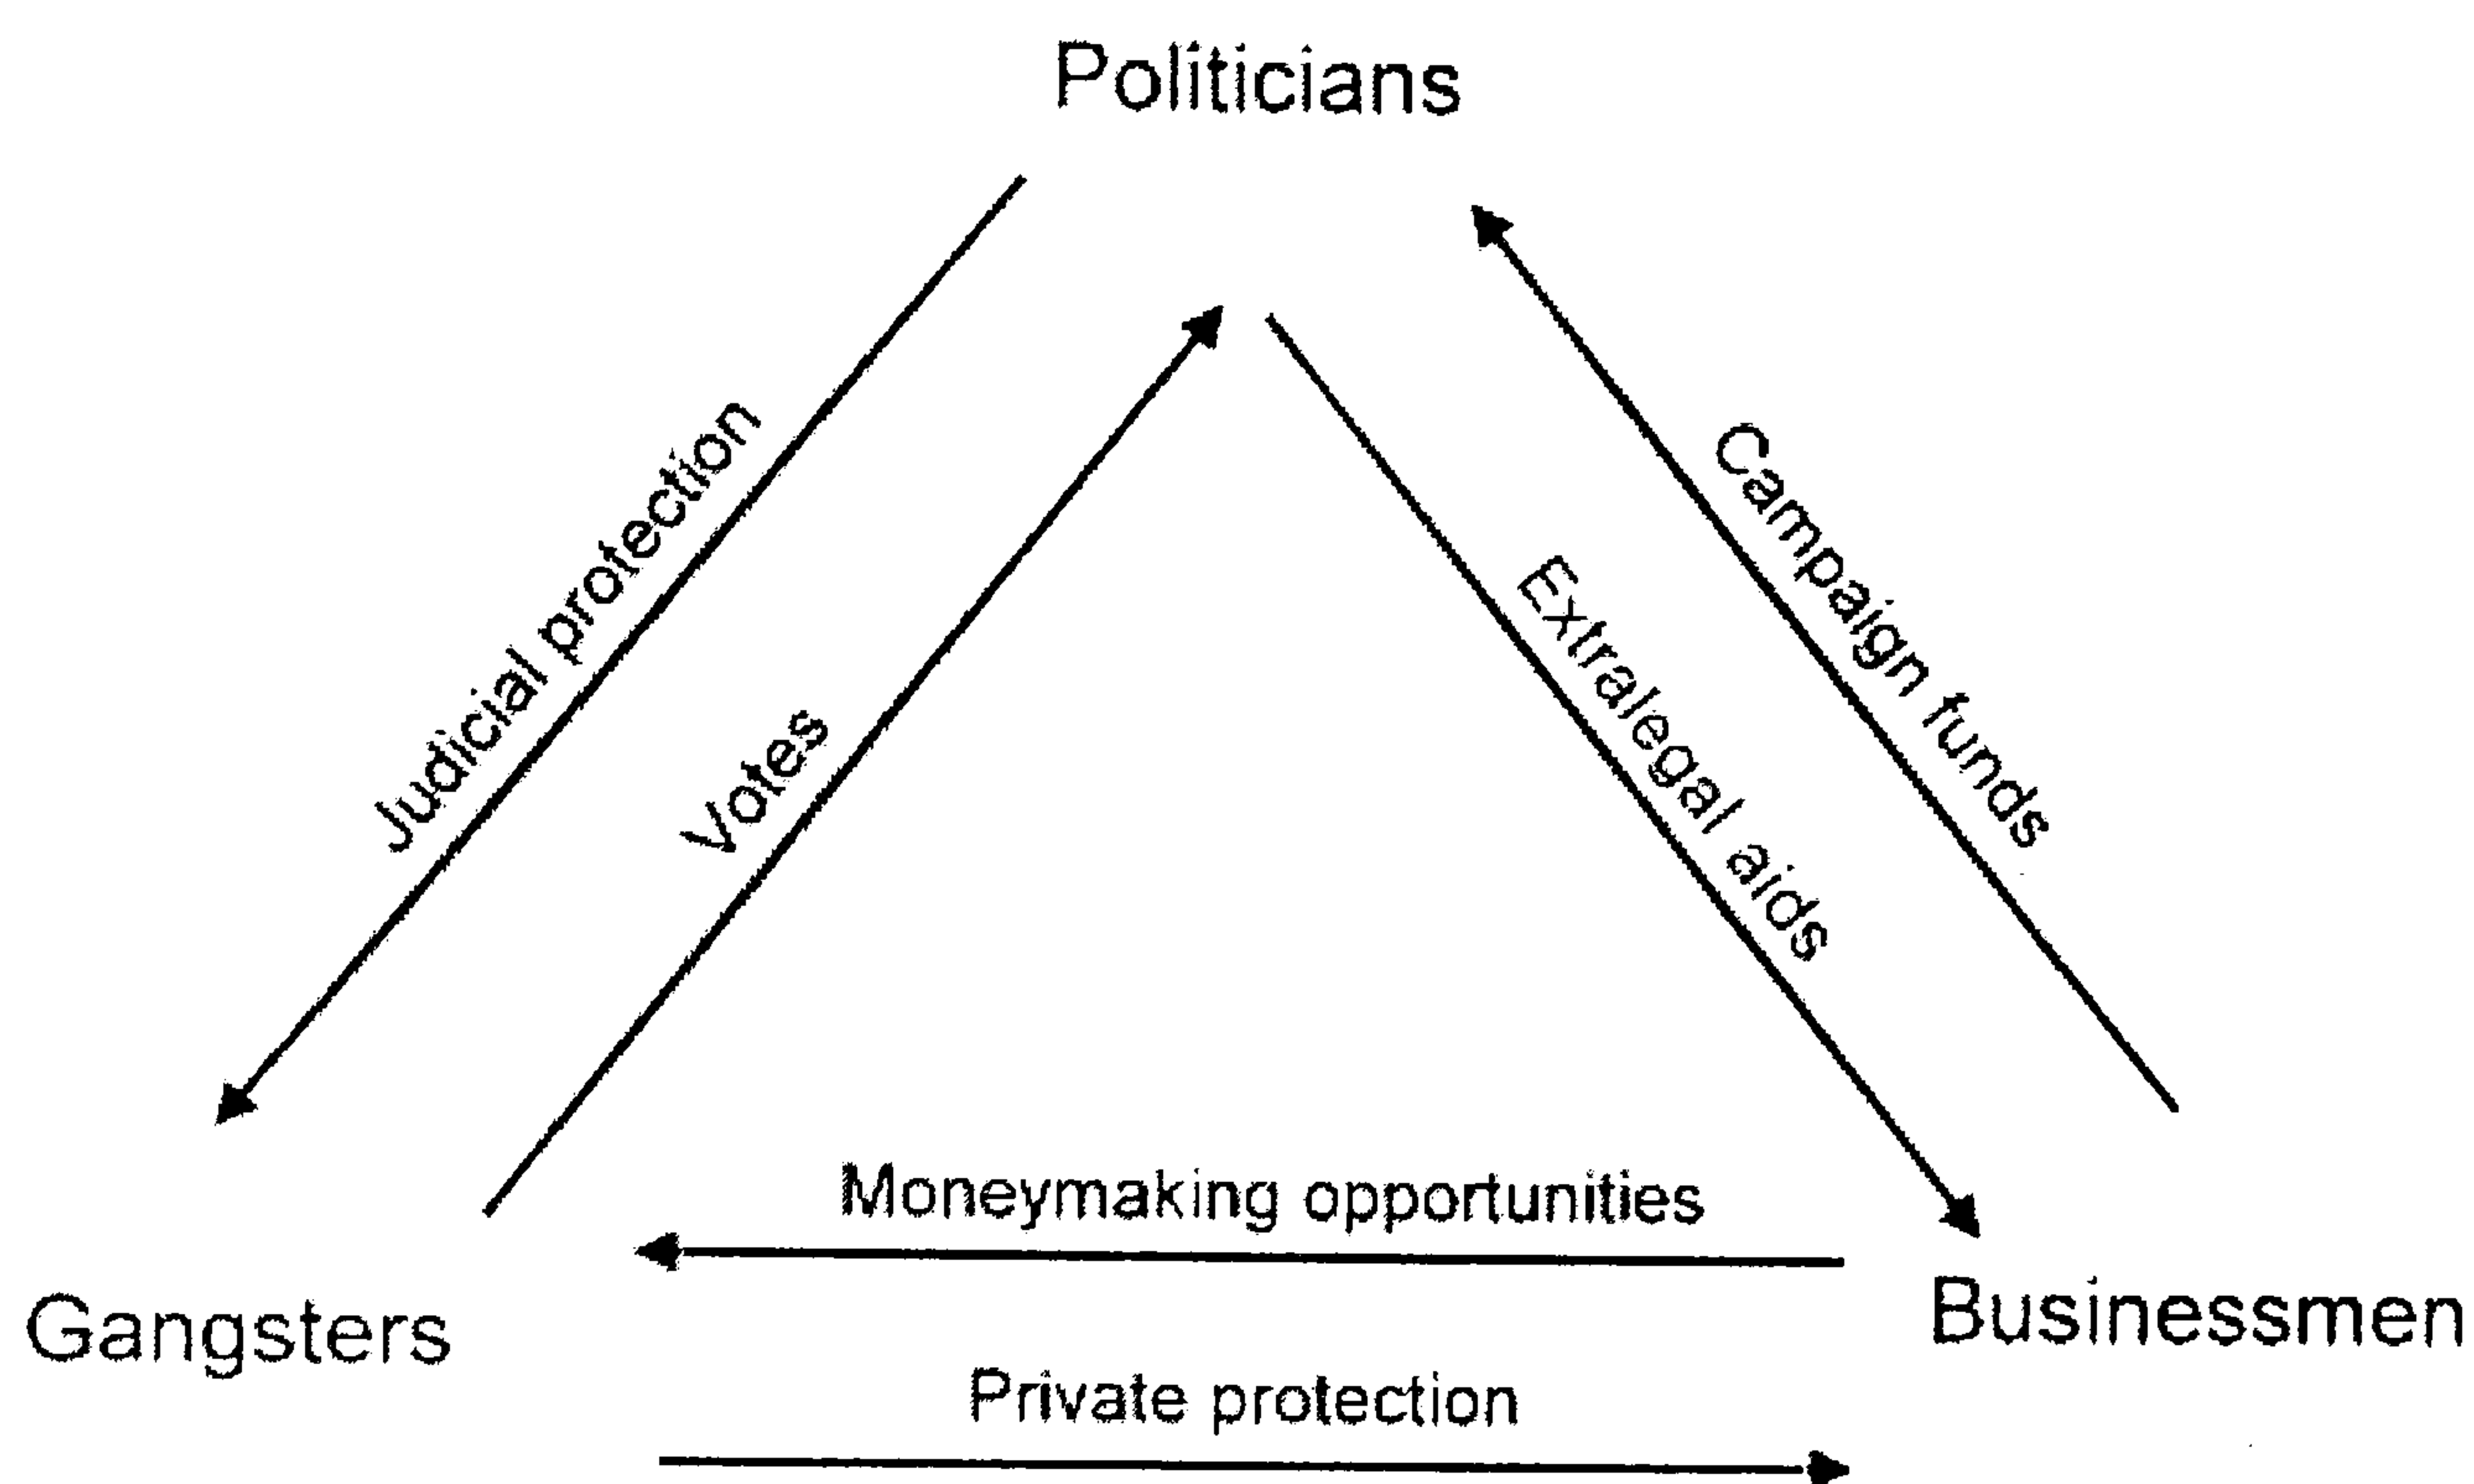 Politicians
Judicial protection
Votes
Extralegal aids
Campaign funds
Moneymaking opportunities
Gangsters
Businessmen
Private protection